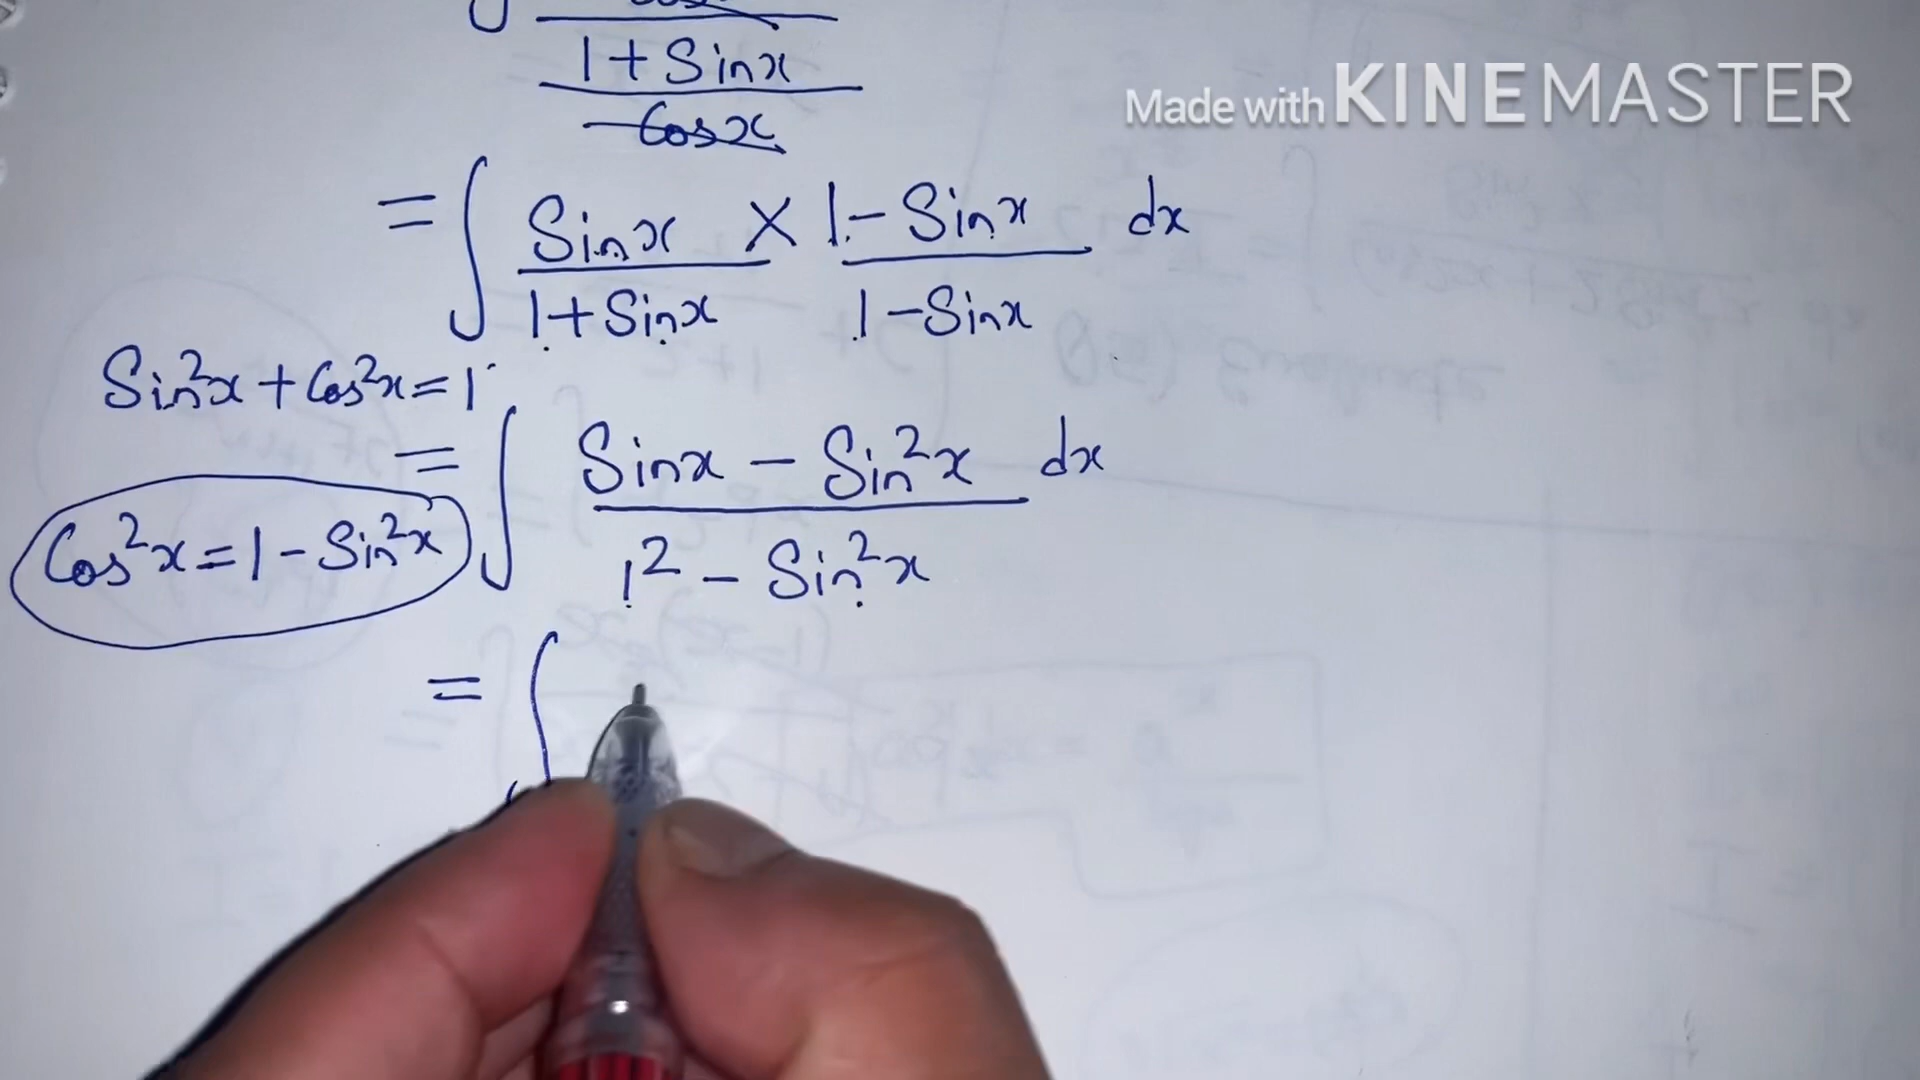 1 + Sinx
Cosx
Made with KINEMASTER
= ∫ Sinx × 1 - Sinx dx
1 + Sinx 1 - Sinx
Sin²x + Cos²x = 1
= ∫ Sinx - Sin²x dx
Cos²x = 1 - Sin²x
1² - Sin²x
= ∫